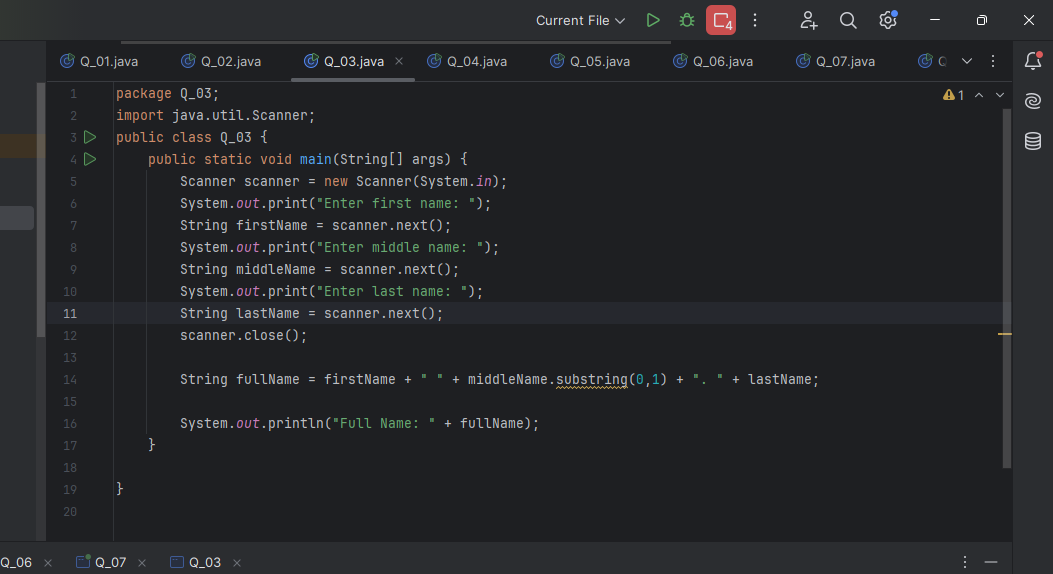 Current File
4
Q_01.java
Q_02.java
Q_03.java
Q_04.java
Q_05.java
Q_06.java
Q_07.java
1
1 package Q_03;
2 import java.util.Scanner;
3 public class Q_03 {
4 public static void main(String[] args) {
5 Scanner scanner = new Scanner(System.in);
6 System.out.print("Enter first name: ");
7 String firstName = scanner.next();
8 System.out.print("Enter middle name: ");
9 String middleName = scanner.next();
10 System.out.print("Enter last name: ");
11 String lastName = scanner.next();
12 scanner.close();
13
14 String fullName = firstName + " " + middleName.substring(0,1) + ". " + lastName;
15
16 System.out.println("Full Name: " + fullName);
17 }
18
19 }
20
Q_06
Q_07
Q_03